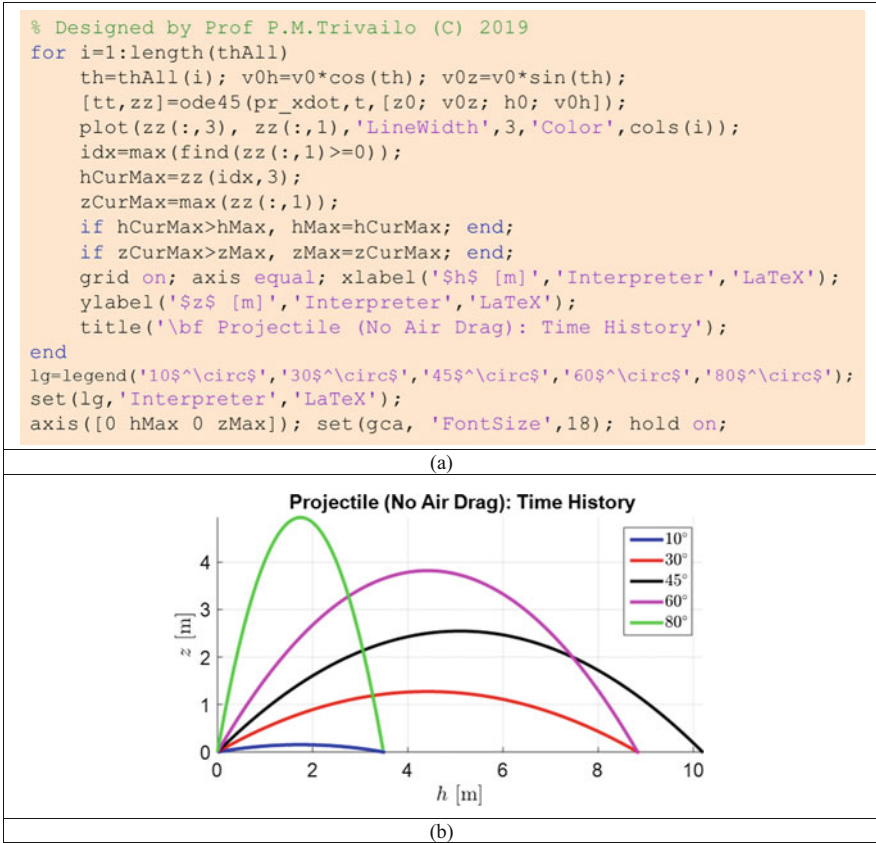 % Designed by Prof P.M.Trivailo (C) 2019
for i=1:length(thAll)
th=thAll(i); v0h=v0*cos(th); v0z=v0*sin(th);
[tt,zz]=ode45(pr_xdot,t,[z0; v0z; h0; v0h]);
plot(zz(:,3), zz(:,1),'LineWidth',3,'Color',cols(i));
idx=max(find(zz(:,1)>=0));
hCurMax=zz(idx,3);
zCurMax=max(zz(:,1));
if hCurMax>hMax, hMax=hCurMax; end;
if zCurMax>zMax, zMax=zCurMax; end;
grid on; axis equal; xlabel('$h$ [m]','Interpreter','LaTeX');
ylabel('$z$ [m]','Interpreter','LaTeX');
title('\bf Projectile (No Air Drag): Time History');
end
lg=legend('10$^\circ$','30$^\circ$','45$^\circ$','60$^\circ$','80$^\circ$');
set(lg,'Interpreter','LaTeX');
axis([0 hMax 0 zMax]); set(gca, 'FontSize',18); hold on;
(a)
Projectile (No Air Drag): Time History
10°
30°
45°
60°
80°
4
3
2
1
0
z [m]
0 2 4 6 8 10
h [m]
(b)